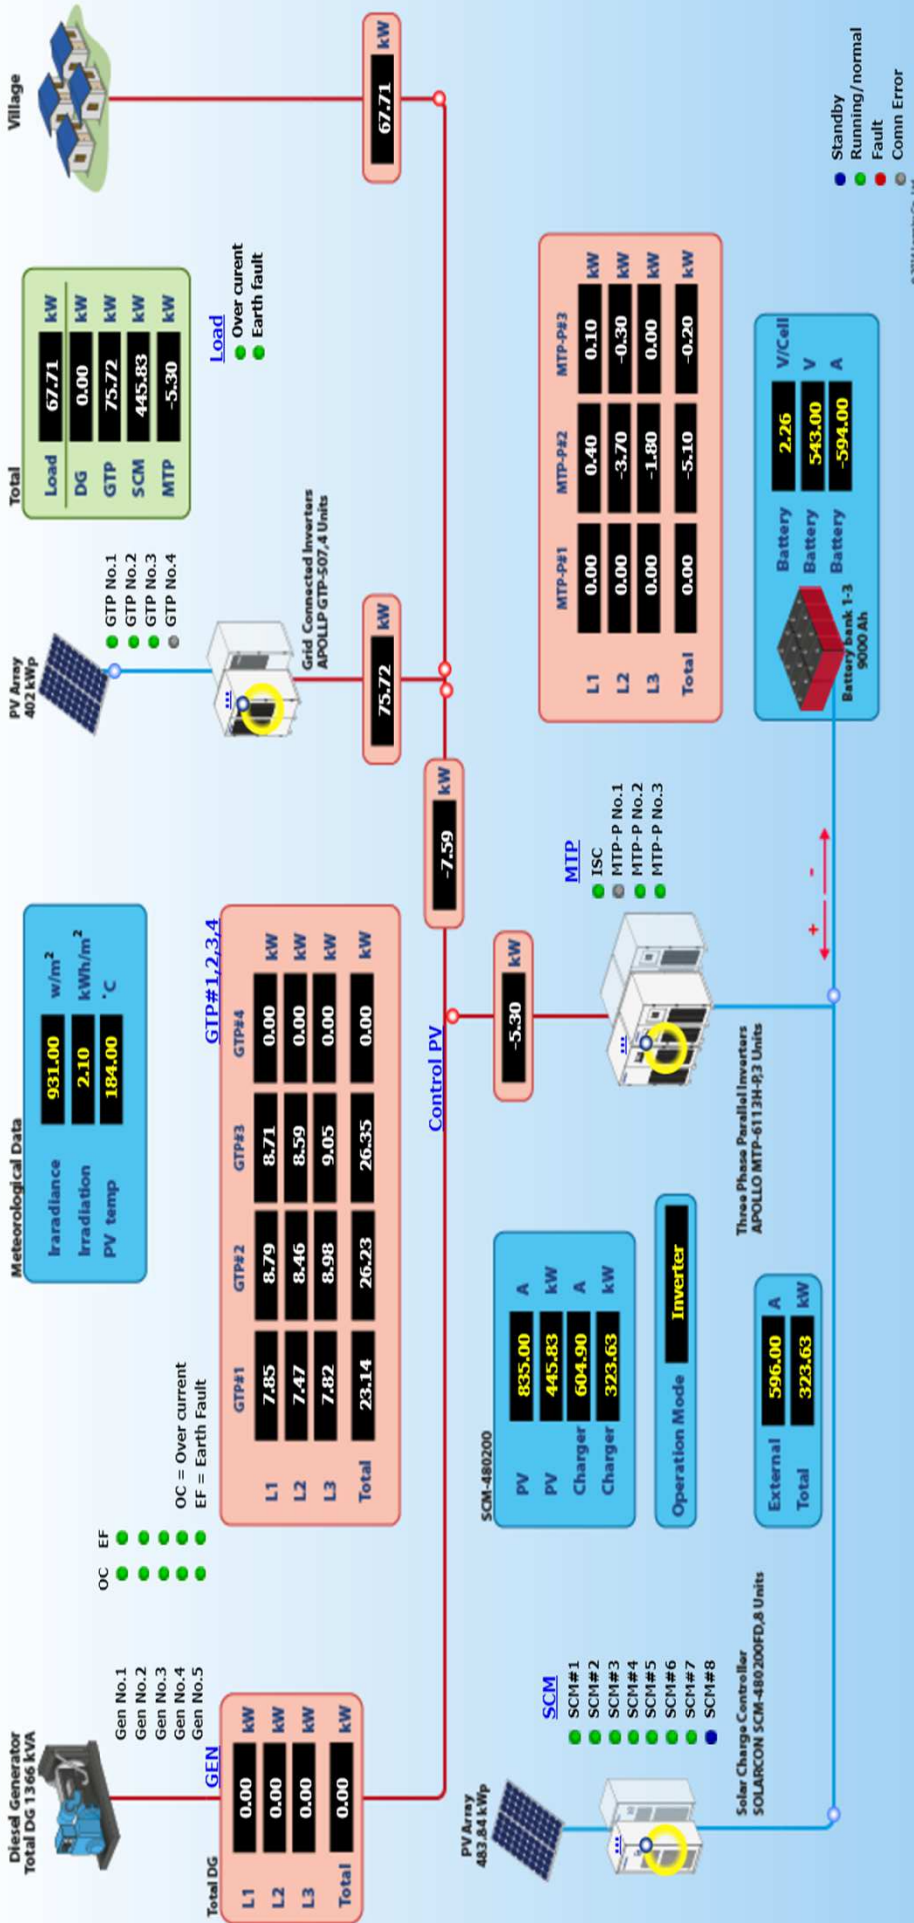 Diesel Generator
Total DG 1366 kVA
Gen No.1
Gen No.2
Gen No.3
Gen No.4
Gen No.5
OC EF
OC = Over current
EF = Earth Fault
Total DG
GEN
L1 0.00 kW
L2 0.00 kW
L3 0.00 kW
Total 0.00 kW
Meteorological Data
Iraradiance 931.00 w/m²
Irradiation 2.10 kWh/m²
PV temp 184.00 °C
GTP#1,2,3,4
GTP#1 GTP#2 GTP#3 GTP#4
L1 7.85 8.79 8.71 0.00 kW
L2 7.47 8.46 8.59 0.00 kW
L3 7.82 8.98 9.05 0.00 kW
Total 23.14 26.23 26.35 0.00 kW
PV Array
402 kWp
GTP No.1
GTP No.2
GTP No.3
GTP No.4
Grid Connected Inverters
APOLLP GTP-507,4 Units
75.72 kW
Total
Load 67.71 kW
DG 0.00 kW
GTP 75.72 kW
SCM 445.83 kW
MTP -5.30 kW
Load
Over curent
Earth fault
Village
67.71 kW
Control PV
-7.59 kW
-5.30 kW
PV Array
483.84 kWp
SCM
SCM#1
SCM#2
SCM#3
SCM#4
SCM#5
SCM#6
SCM#7
SCM#8
Solar Charge Controller
SOLARCON SCM-480200FD,8 Units
SCM-480200
PV 835.00 A
PV 445.83 kW
Charger 604.90 A
Charger 323.63 kW
Operation Mode Inverter
External 596.00 A
Total 323.63 kW
MTP
ISC
MTP-P No.1
MTP-P No.2
MTP-P No.3
Three Phase Parallel Inverters
APOLLO MTP-6113H-P,3 Units
+ -
MTP-P#1 MTP-P#2 MTP-P#3
L1 0.00 0.40 0.10 kW
L2 0.00 -3.70 -0.30 kW
L3 0.00 -1.80 0.00 kW
Total 0.00 -5.10 -0.20 kW
Battery bank 1-3
9000 Ah
Battery 2.26 V/Cell
Battery 543.00 V
Battery -594.00 A
Standby
Running/normal
Fault
Comn Error